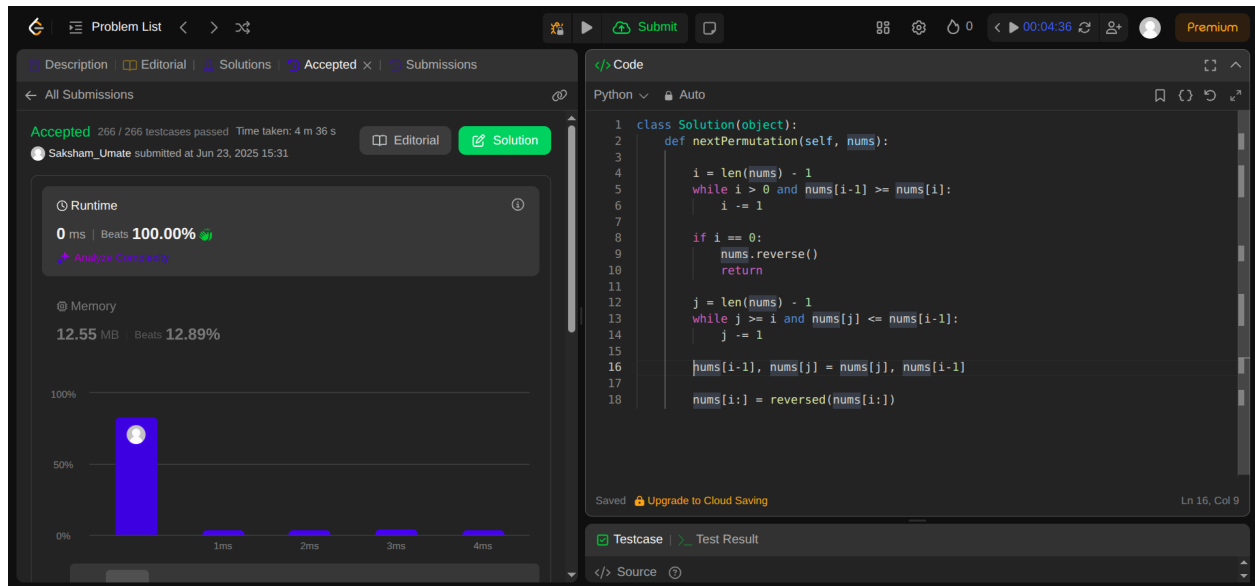 Problem List
Submit
0
00:04:36
Premium
Description | Editorial | Solutions | Accepted × | Submissions
All Submissions
Accepted 266 / 266 testcases passed Time taken: 4 m 36 s
Saksham_Umate submitted at Jun 23, 2025 15:31
Editorial
Solution
Runtime
0 ms | Beats 100.00%
Analyze Complexity
Memory
12.55 MB | Beats 12.89%
100%
50%
0%
1ms 2ms 3ms 4ms
</> Code
Python Auto
1 class Solution(object):
2     def nextPermutation(self, nums):
3
4         i = len(nums) - 1
5         while i > 0 and nums[i-1] >= nums[i]:
6             i -= 1
7
8         if i == 0:
9             nums.reverse()
10             return
11
12         j = len(nums) - 1
13         while j >= i and nums[j] <= nums[i-1]:
14             j -= 1
15
16         nums[i-1], nums[j] = nums[j], nums[i-1]
17
18         nums[i:] = reversed(nums[i:])
Saved Upgrade to Cloud Saving
Ln 16, Col 9
Testcase | >_ Test Result
</> Source